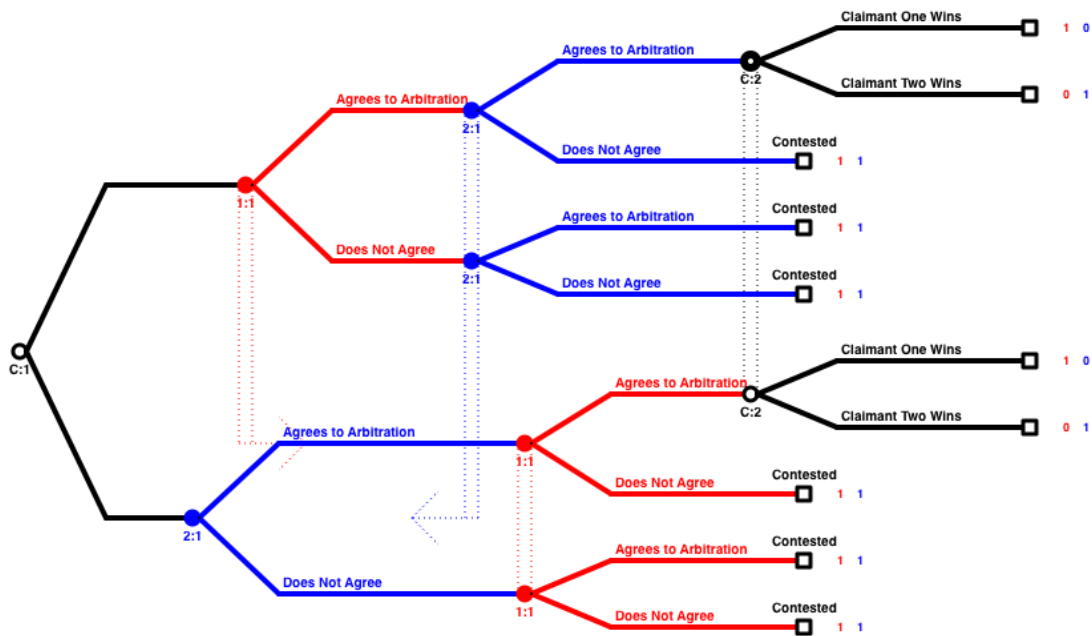 Claimant One Wins
1 0
Agrees to Arbitration
C:2
Claimant Two Wins
0 1
Agrees to Arbitration
2:1
Does Not Agree
Contested
1 1
1:1
Agrees to Arbitration
Contested
1 1
Does Not Agree
2:1
Does Not Agree
Contested
1 1
C:1
Claimant One Wins
1 0
Agrees to Arbitration
C:2
Claimant Two Wins
0 1
Agrees to Arbitration
1:1
Does Not Agree
Contested
1 1
2:1
Agrees to Arbitration
Contested
1 1
Does Not Agree
1:1
Does Not Agree
Contested
1 1